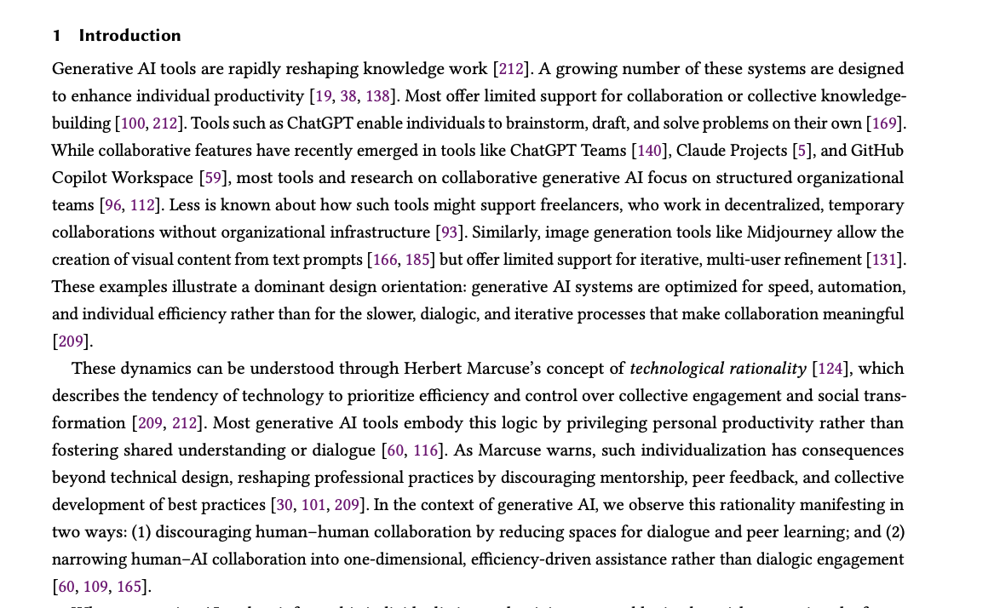 1 Introduction
Generative AI tools are rapidly reshaping knowledge work [212]. A growing number of these systems are designed
to enhance individual productivity [19, 38, 138]. Most offer limited support for collaboration or collective knowledge-
building [100, 212]. Tools such as ChatGPT enable individuals to brainstorm, draft, and solve problems on their own [169].
While collaborative features have recently emerged in tools like ChatGPT Teams [140], Claude Projects [5], and GitHub
Copilot Workspace [59], most tools and research on collaborative generative AI focus on structured organizational
teams [96, 112]. Less is known about how such tools might support freelancers, who work in decentralized, temporary
collaborations without organizational infrastructure [93]. Similarly, image generation tools like Midjourney allow the
creation of visual content from text prompts [166, 185] but offer limited support for iterative, multi-user refinement [131].
These examples illustrate a dominant design orientation: generative AI systems are optimized for speed, automation,
and individual efficiency rather than for the slower, dialogic, and iterative processes that make collaboration meaningful
[209].
These dynamics can be understood through Herbert Marcuse's concept of technological rationality [124], which
describes the tendency of technology to prioritize efficiency and control over collective engagement and social trans-
formation [209, 212]. Most generative AI tools embody this logic by privileging personal productivity rather than
fostering shared understanding or dialogue [60, 116]. As Marcuse warns, such individualization has consequences
beyond technical design, reshaping professional practices by discouraging mentorship, peer feedback, and collective
development of best practices [30, 101, 209]. In the context of generative AI, we observe this rationality manifesting in
two ways: (1) discouraging human–human collaboration by reducing spaces for dialogue and peer learning; and (2)
narrowing human–AI collaboration into one-dimensional, efficiency-driven assistance rather than dialogic engagement
[60, 109, 165].